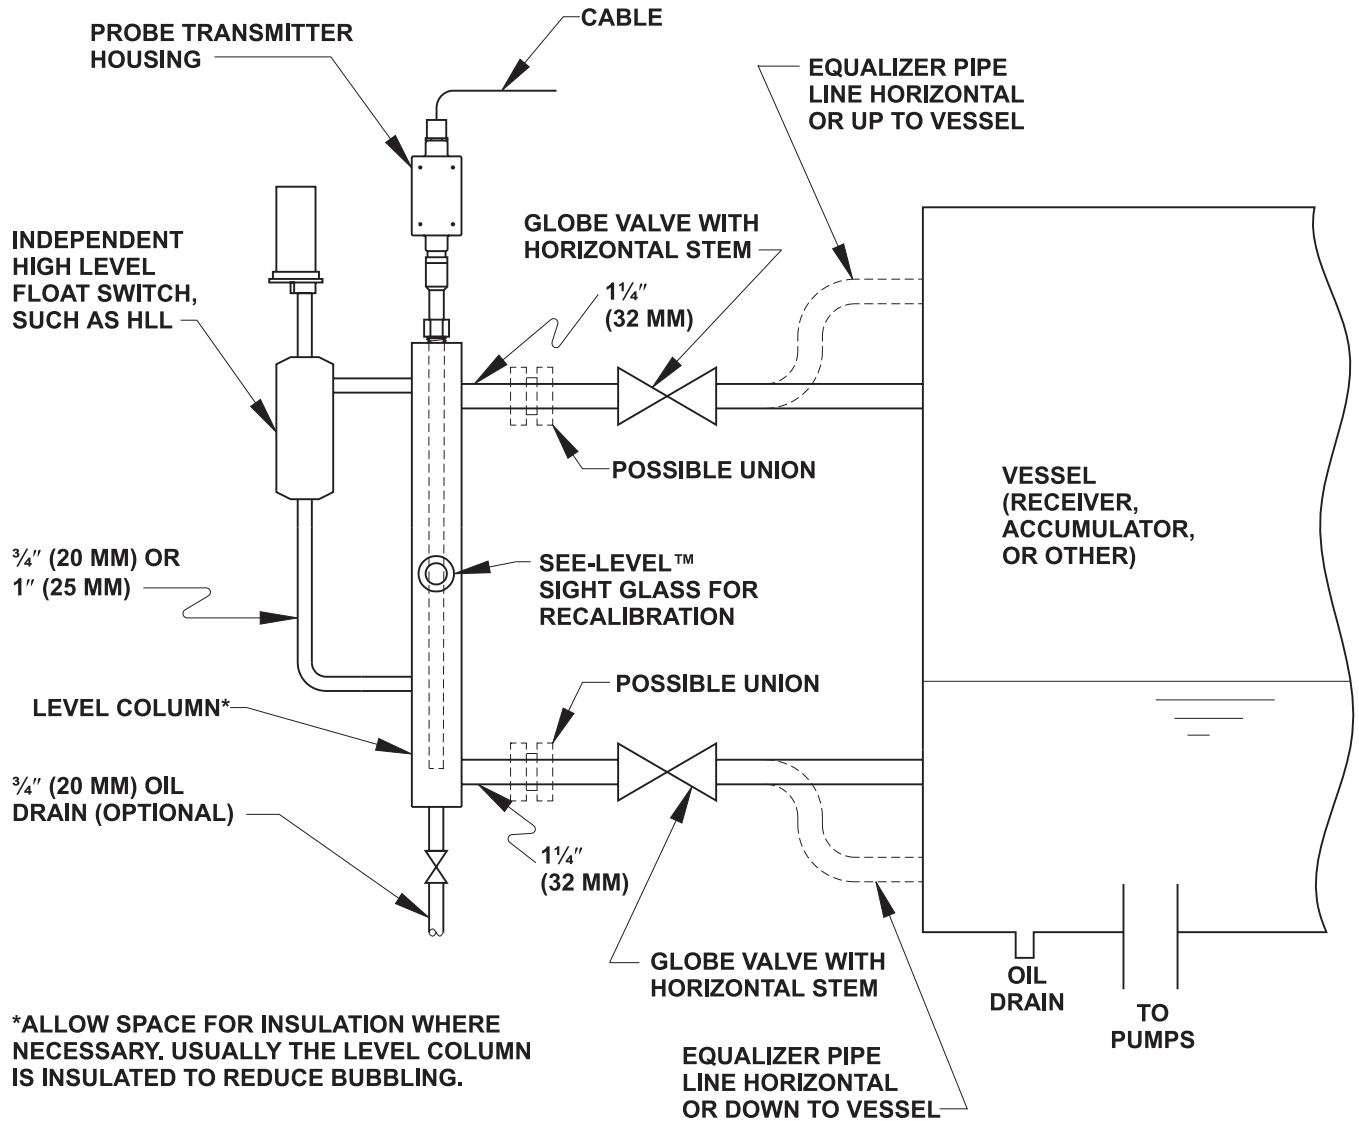 CABLE
PROBE TRANSMITTER
HOUSING
EQUALIZER PIPE
LINE HORIZONTAL
OR UP TO VESSEL
GLOBE VALVE WITH
HORIZONTAL STEM
INDEPENDENT
HIGH LEVEL
FLOAT SWITCH,
SUCH AS HLL
1¼″
(32 MM)
POSSIBLE UNION
VESSEL
(RECEIVER,
ACCUMULATOR,
OR OTHER)
¾″ (20 MM) OR
1″ (25 MM)
SEE-LEVEL™
SIGHT GLASS FOR
RECALIBRATION
POSSIBLE UNION
LEVEL COLUMN*
¾″ (20 MM) OIL
DRAIN (OPTIONAL)
1¼″
(32 MM)
GLOBE VALVE WITH
HORIZONTAL STEM
OIL
DRAIN
TO
PUMPS
*ALLOW SPACE FOR INSULATION WHERE
NECESSARY. USUALLY THE LEVEL COLUMN
IS INSULATED TO REDUCE BUBBLING.
EQUALIZER PIPE
LINE HORIZONTAL
OR DOWN TO VESSEL